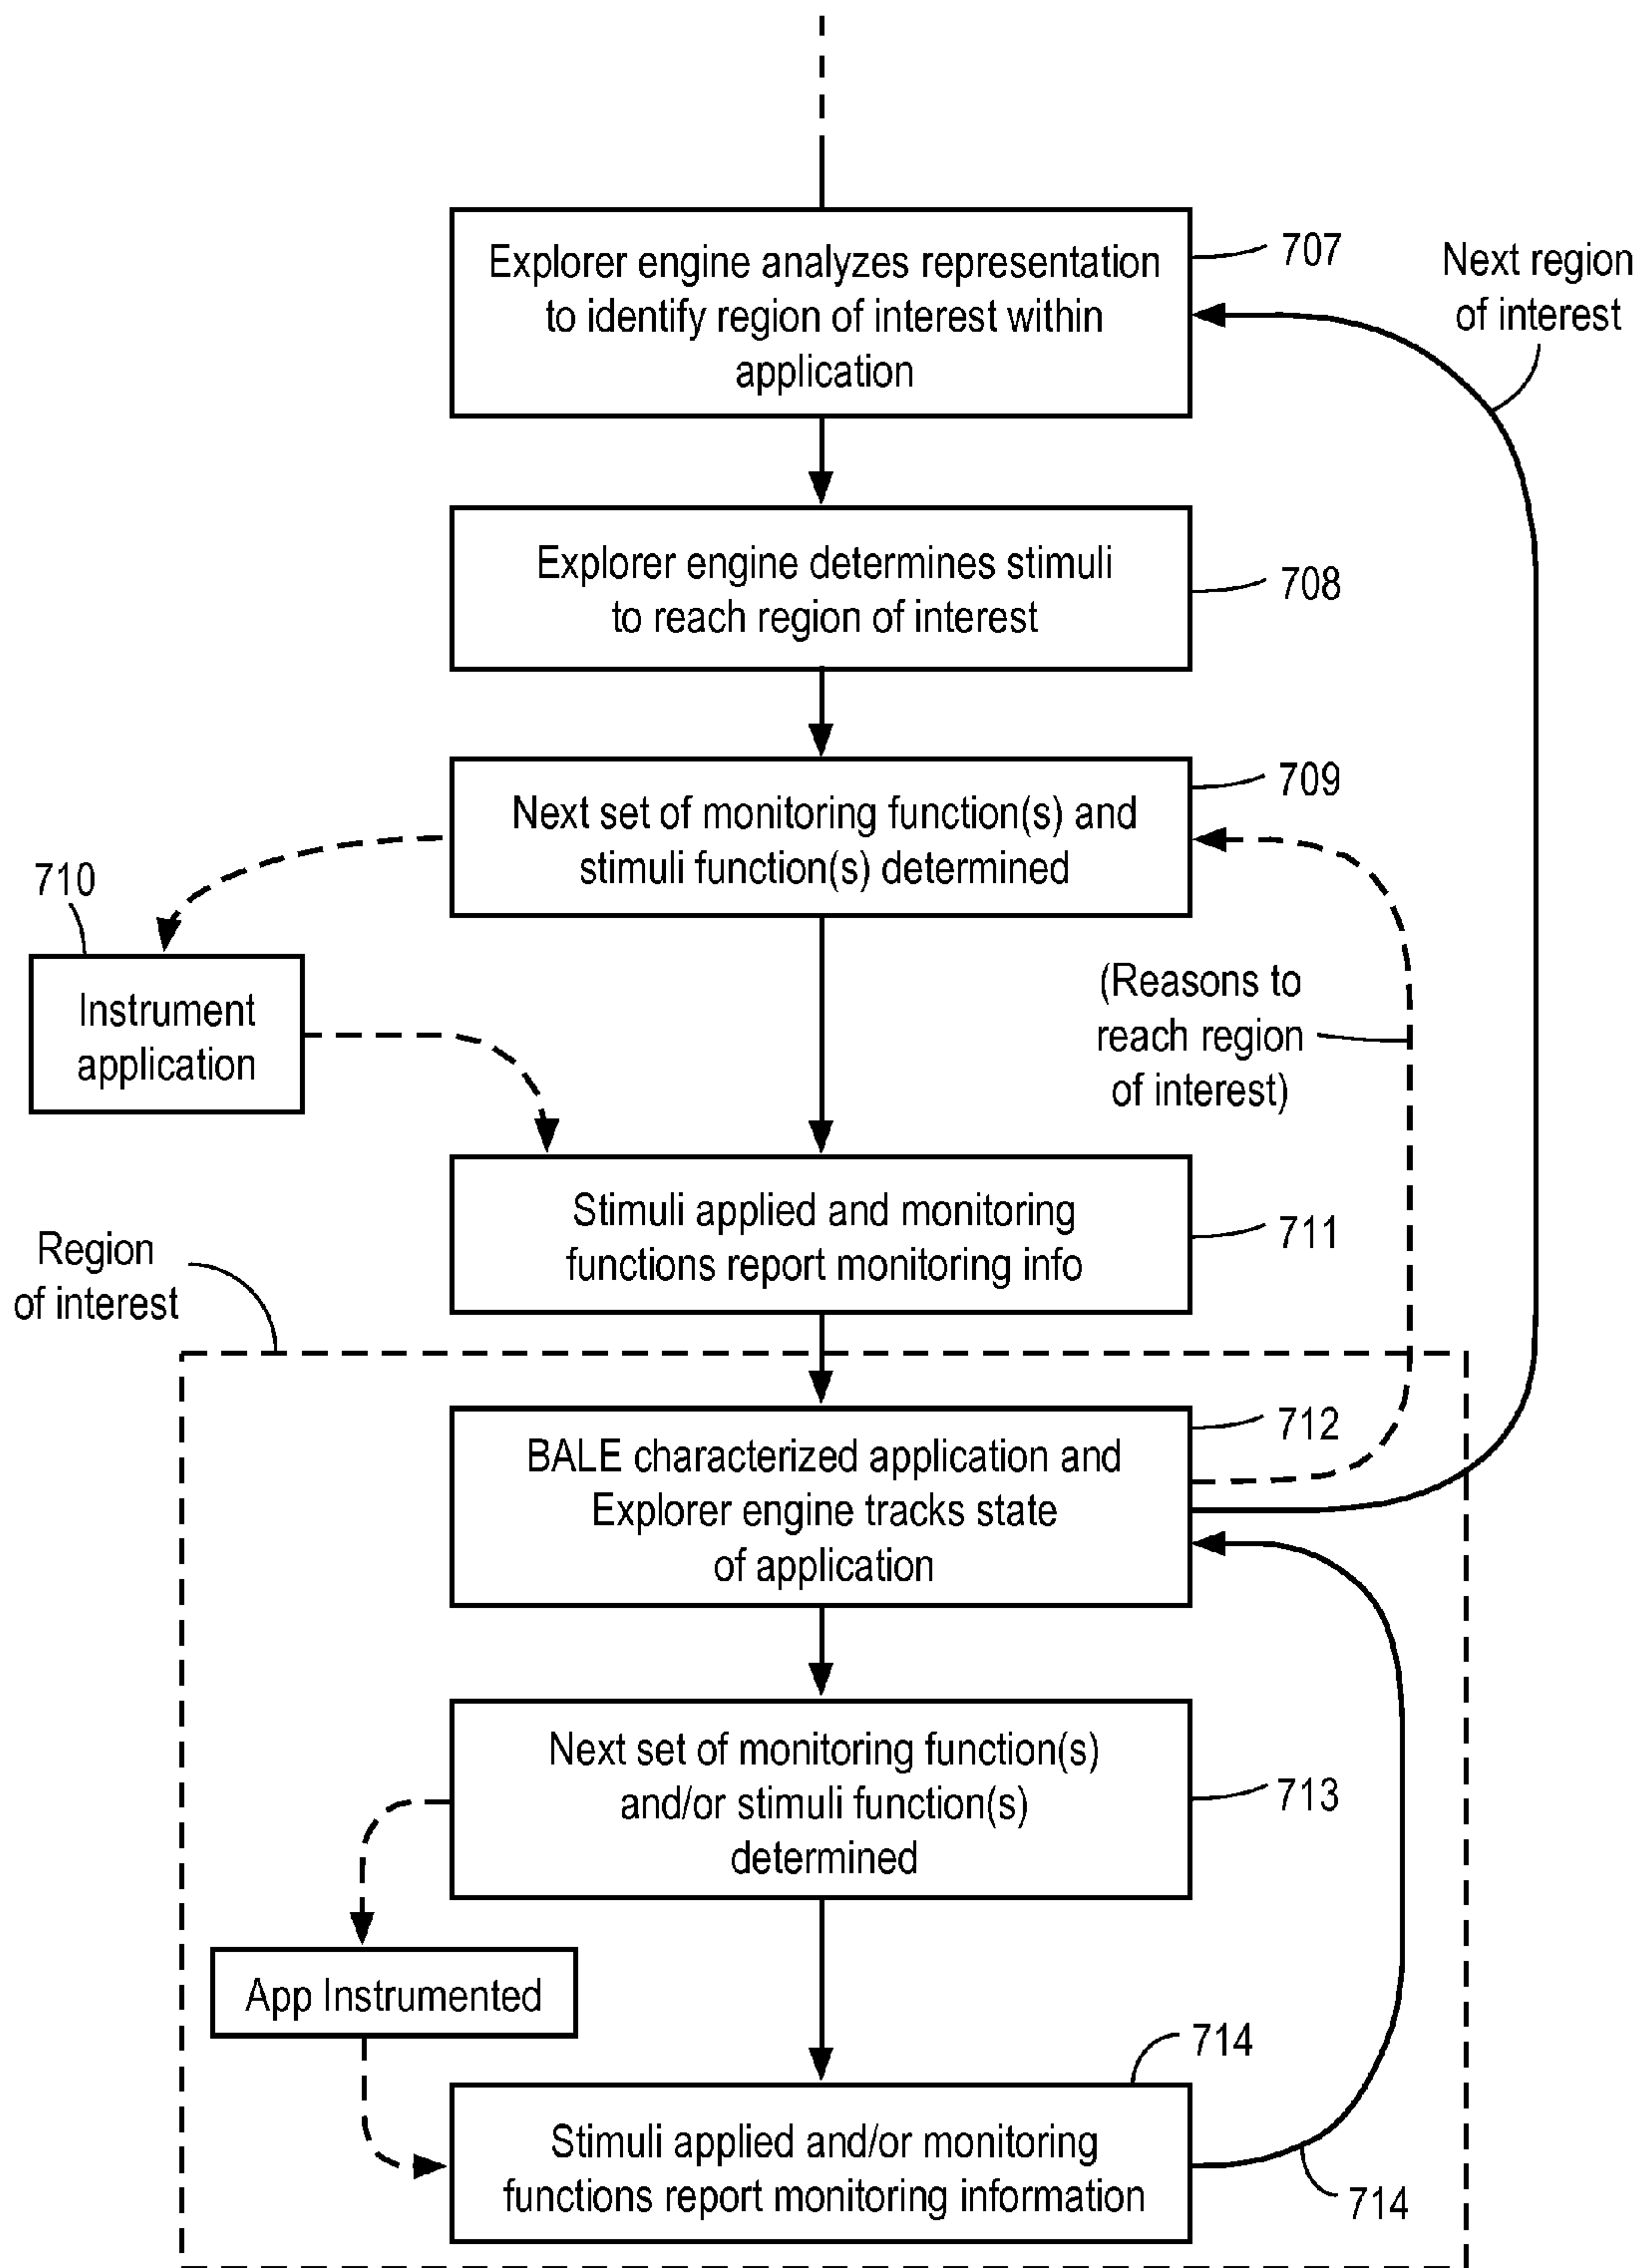 Explorer engine analyzes representation
to identify region of interest within
application
707
Next region
of interest
Explorer engine determines stimuli
to reach region of interest
708
Next set of monitoring function(s) and
stimuli function(s) determined
709
710
Instrument
application
(Reasons to
reach region
of interest)
Stimuli applied and monitoring
functions report monitoring info
711
Region
of interest
BALE characterized application and
Explorer engine tracks state
of application
712
Next set of monitoring function(s)
and/or stimuli function(s)
determined
713
App Instrumented
714
Stimuli applied and/or monitoring
functions report monitoring information
714